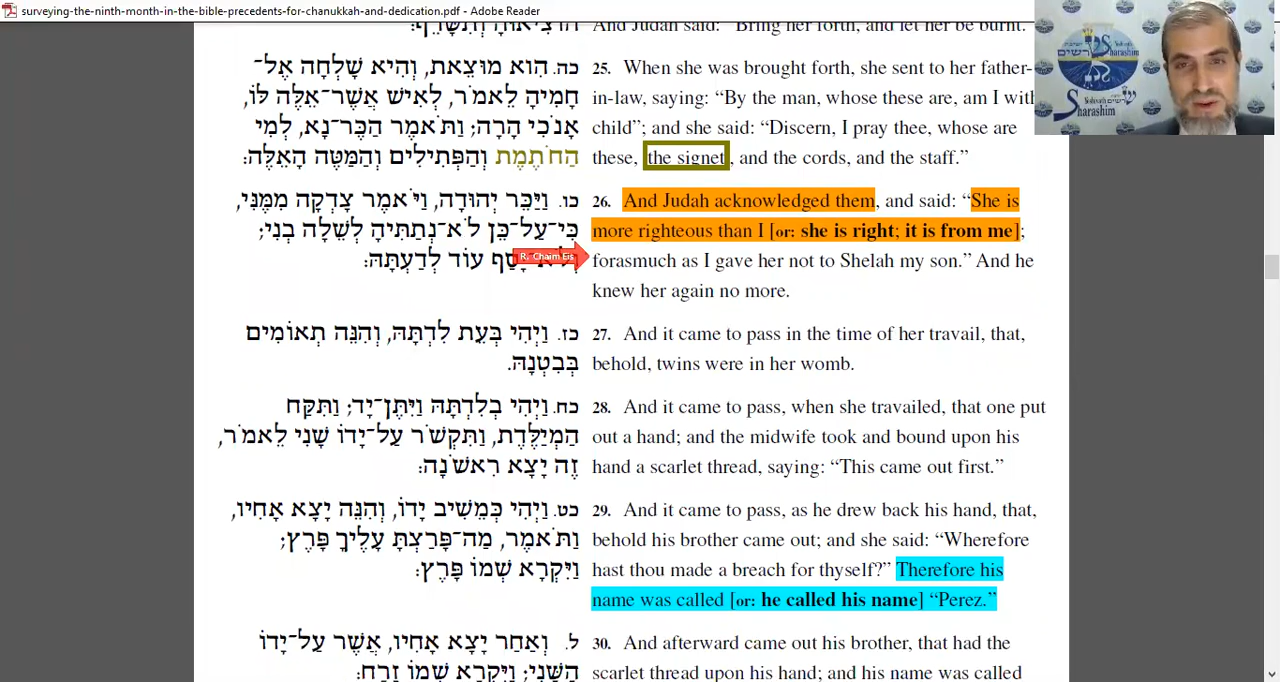 surveying-the-ninth-month-in-the-bible-precedents-for-chanukkah-and-dedication.pdf - Adobe Reader
הוֹצִיאוּהָ וְתִשָּׂרֵף:
And Judah said: “Bring her forth, and let her be burnt.”
כה. הִוא מוּצֵאת, וְהִיא שָׁלְחָה אֶל־
חָמִיהָ לֵאמֹר, לְאִישׁ אֲשֶׁר־אֵלֶּה לּוֹ,
אָנֹכִי הָרָה; וַתֹּאמֶר הַכֶּר־נָא, לְמִי
הַחֹתֶמֶת וְהַפְּתִילִים וְהַמַּטֶּה הָאֵלֶּה:
25. When she was brought forth, she sent to her father-
in-law, saying: “By the man, whose these are, am I with
child”; and she said: “Discern, I pray thee, whose are
these, the signet, and the cords, and the staff.”
כו. וַיַּכֵּר יְהוּדָה, וַיֹּאמֶר צָדְקָה מִמֶּנִּי,
כִּי־עַל־כֵּן לֹא־נְתַתִּיהָ לְשֵׁלָה בְנִי;
יָסַף עוֹד לְדַעְתָּהּ:
R. Chaim Eis
26. And Judah acknowledged them, and said: “She is
more righteous than I [or: she is right; it is from me];
forasmuch as I gave her not to Shelah my son.” And he
knew her again no more.
כז. וַיְהִי בְּעֵת לִדְתָּהּ, וְהִנֵּה תְאוֹמִים
בְּבִטְנָהּ.
27. And it came to pass in the time of her travail, that,
behold, twins were in her womb.
כח. וַיְהִי בְלִדְתָּהּ וַיִּתֶּן־יָד; וַתִּקַּח
הַמְיַלֶּדֶת, וַתִּקְשֹׁר עַל־יָדוֹ שָׁנִי לֵאמֹר,
זֶה יָצָא רִאשֹׁנָה:
28. And it came to pass, when she travailed, that one put
out a hand; and the midwife took and bound upon his
hand a scarlet thread, saying: “This came out first.”
כט. וַיְהִי כְּמֵשִׁיב יָדוֹ, וְהִנֵּה יָצָא אָחִיו,
וַתֹּאמֶר, מַה־פָּרַצְתָּ עָלֶיךָ פָּרֶץ;
וַיִּקְרָא שְׁמוֹ פָּרֶץ:
29. And it came to pass, as he drew back his hand, that,
behold his brother came out; and she said: “Wherefore
hast thou made a breach for thyself?” Therefore his
name was called [or: he called his name] “Perez.”
ל. וְאַחַר יָצָא אָחִיו, אֲשֶׁר עַל־יָדוֹ
הַשָּׁנִי; וַיִּקְרָא שְׁמוֹ זָרַח:
30. And afterward came out his brother, that had the
scarlet thread upon his hand; and his name was called
Sharashim
שרשים